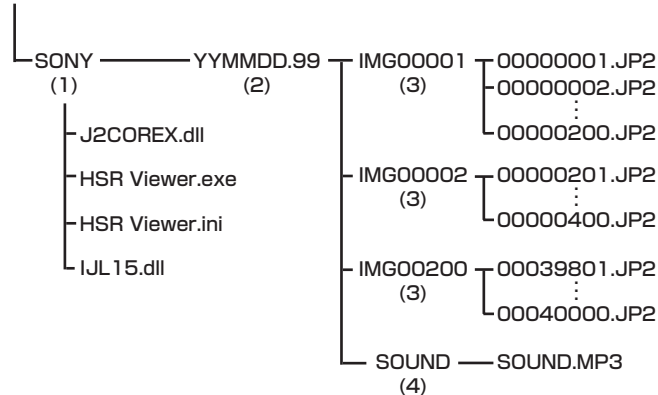 SONY YYMMDD.99 IMG00001 00000001.JP2
(1) (2) (3) 00000002.JP2
J2COREX.dll 00000200.JP2
HSR Viewer.exe IMG00002 00000201.JP2
(3)
HSR Viewer.ini 00000400.JP2
IJL15.dll IMG00200 00039801.JP2
(3)
00040000.JP2
SOUND SOUND.MP3
(4)